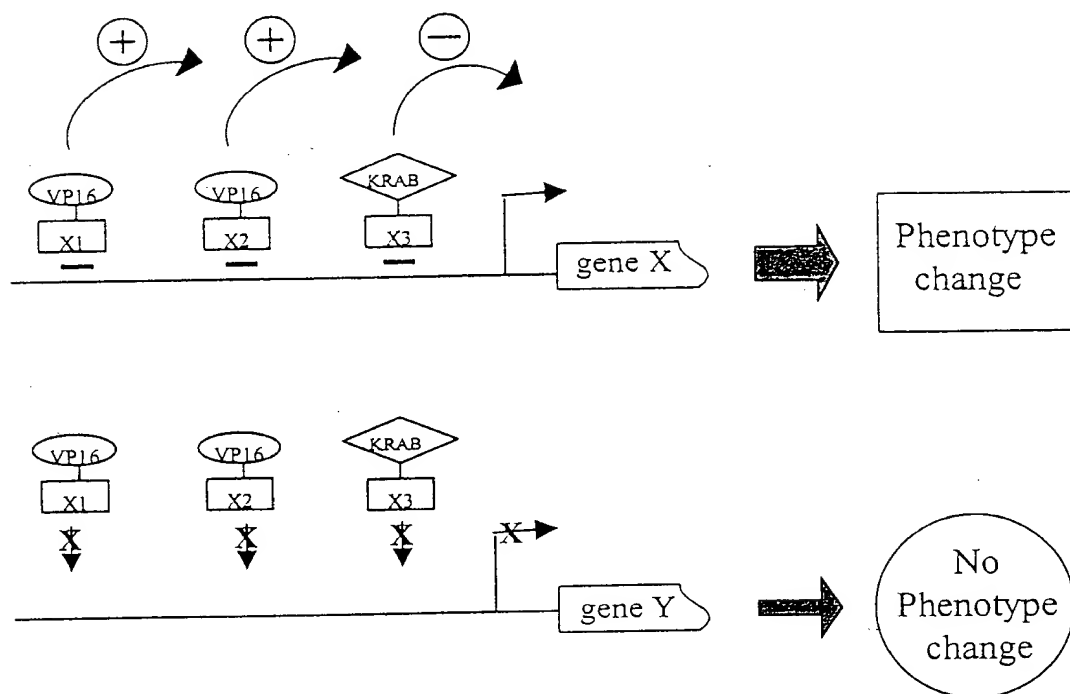 +
+
−
VP16
VP16
KRAB
X1
X2
X3
gene X
Phenotype
change
VP16
VP16
KRAB
X1
X2
X3
X
X
X
X
gene Y
No
Phenotype
change